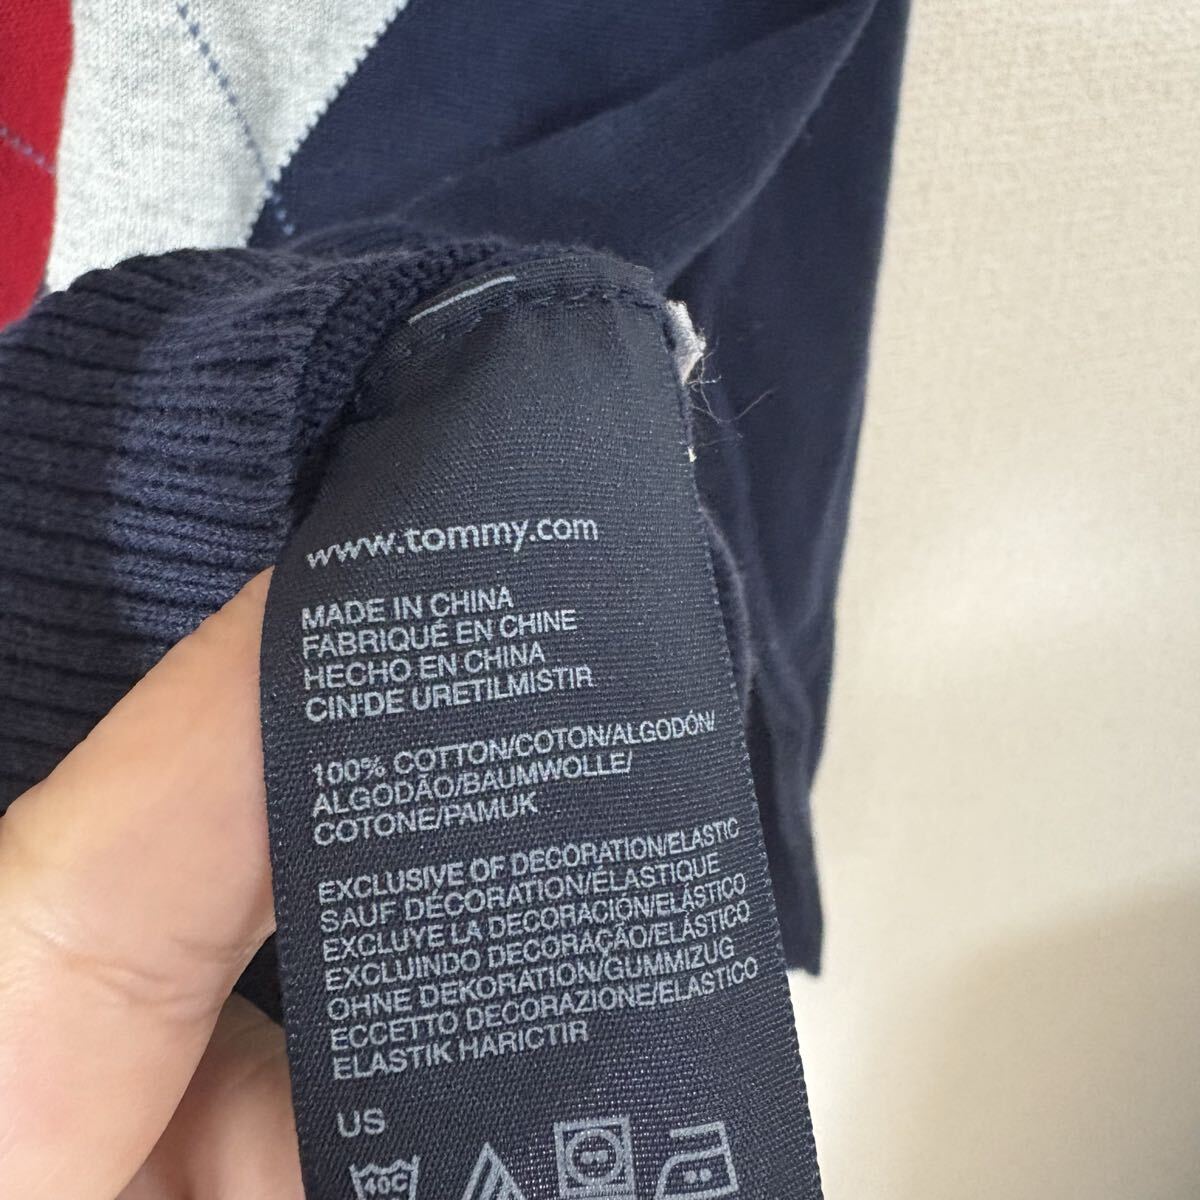 www.tommy.com
MADE IN CHINA
FABRIQUÉ EN CHINE
HECHO EN CHINA
CIN'DE URETILMISTIR
100% COTTON/COTON/ALGODÓN/
ALGODÃO/BAUMWOLLE/
COTONE/PAMUK
EXCLUSIVE OF DECORATION/ELASTIC
SAUF DÉCORATION/ÉLASTIQUE
EXCLUYE LA DECORACIÓN/ELÁSTICO
EXCLUINDO DECORAÇÃO/ELÁSTICO
OHNE DEKORATION/GUMMIZUG
ECCETTO DECORAZIONE/ELASTICO
ELASTIK HARICTIR
US
40C